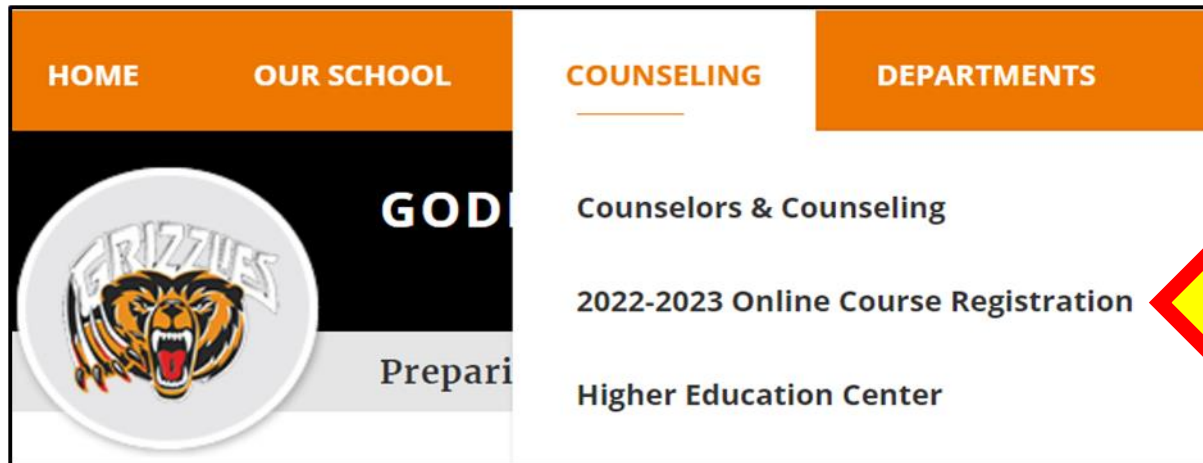 HOME OUR SCHOOL COUNSELING DEPARTMENTS
GRIZZLIES
Counselors & Counseling
2022-2023 Online Course Registration
Higher Education Center